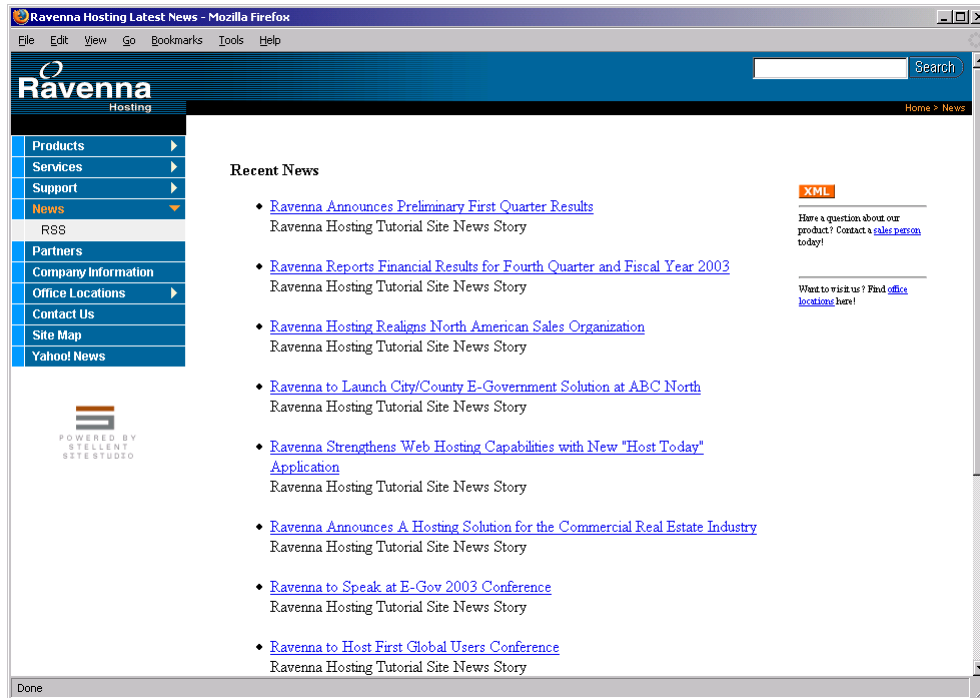 Ravenna Hosting Latest News - Mozilla Firefox
File Edit View Go Bookmarks Tools Help
Ravenna
Hosting
Search
Home > News
Products
Services
Support
News
RSS
Partners
Company Information
Office Locations
Contact Us
Site Map
Yahoo! News
POWERED BY
STELLENT
SITESTUDIO
Recent News
Ravenna Announces Preliminary First Quarter Results
Ravenna Hosting Tutorial Site News Story
Ravenna Reports Financial Results for Fourth Quarter and Fiscal Year 2003
Ravenna Hosting Tutorial Site News Story
Ravenna Hosting Realigns North American Sales Organization
Ravenna Hosting Tutorial Site News Story
Ravenna to Launch City/County E-Government Solution at ABC North
Ravenna Hosting Tutorial Site News Story
Ravenna Strengthens Web Hosting Capabilities with New "Host Today"
Application
Ravenna Hosting Tutorial Site News Story
Ravenna Announces A Hosting Solution for the Commercial Real Estate Industry
Ravenna Hosting Tutorial Site News Story
Ravenna to Speak at E-Gov 2003 Conference
Ravenna Hosting Tutorial Site News Story
Ravenna to Host First Global Users Conference
Ravenna Hosting Tutorial Site News Story
XML
Have a question about our
product? Contact a sales person
today!
Want to visit us? Find office
locations here!
Done